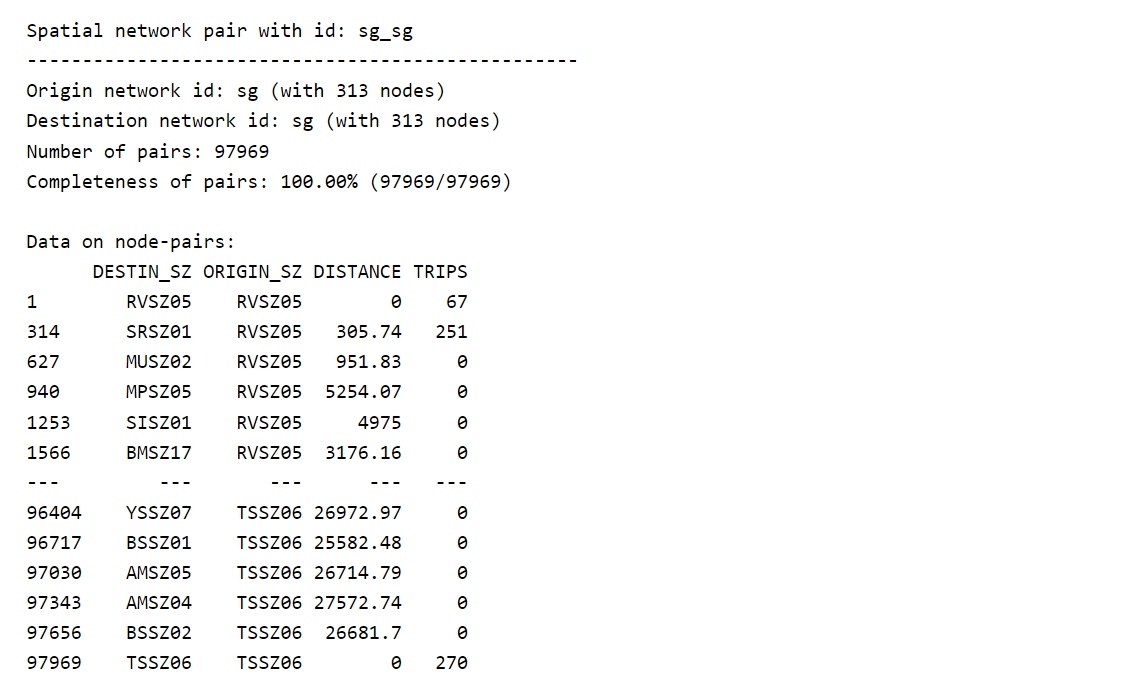 Spatial network pair with id: sg_sg
--------------------------------------------------
Origin network id: sg (with 313 nodes)
Destination network id: sg (with 313 nodes)
Number of pairs: 97969
Completeness of pairs: 100.00% (97969/97969)

Data on node-pairs:
      DESTIN_SZ ORIGIN_SZ DISTANCE TRIPS
1        RVSZ05    RVSZ05        0    67
314      SRSZ01    RVSZ05   305.74   251
627      MUSZ02    RVSZ05   951.83     0
940      MPSZ05    RVSZ05  5254.07     0
1253     SISZ01    RVSZ05     4975     0
1566     BMSZ17    RVSZ05  3176.16     0
---         ---       ---      ---   ---
96404    YSSZ07    TSSZ06 26972.97     0
96717    BSSZ01    TSSZ06 25582.48     0
97030    AMSZ05    TSSZ06 26714.79     0
97343    AMSZ04    TSSZ06 27572.74     0
97656    BSSZ02    TSSZ06  26681.7     0
97969    TSSZ06    TSSZ06        0   270